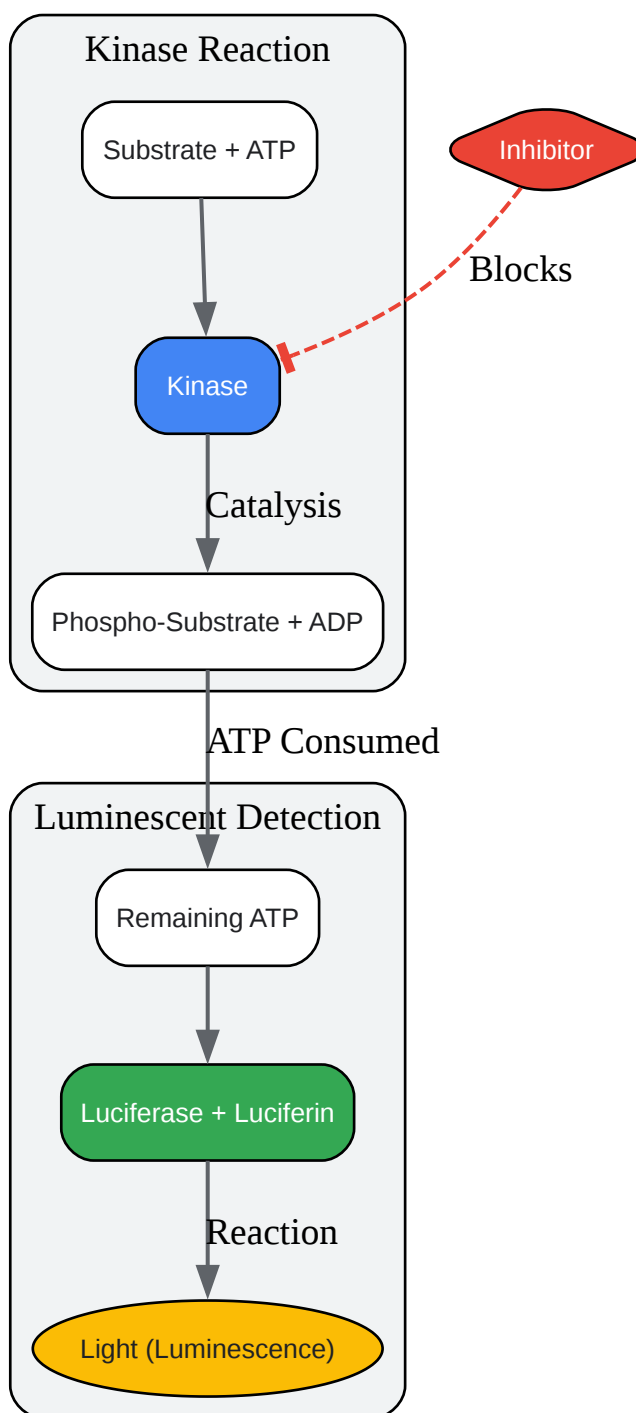 Kinase Reaction
Substrate + ATP
Inhibitor
Blocks
Kinase
Catalysis
Phospho-Substrate + ADP
ATP Consumed
Luminescent Detection
Remaining ATP
Luciferase + Luciferin
Reaction
Light (Luminescence)